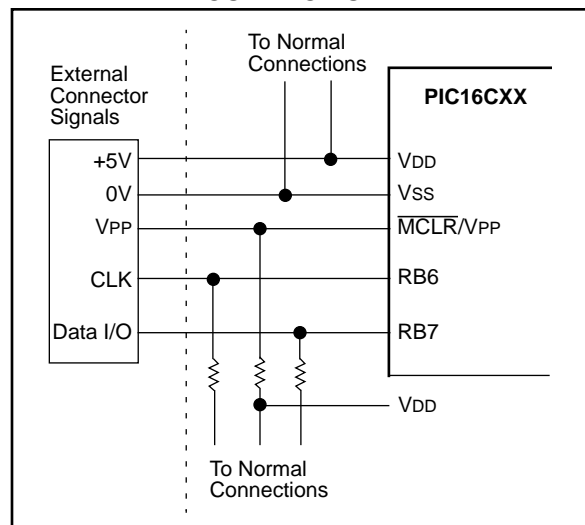 To Normal
Connections
External
Connector
Signals
PIC16CXX
+5V
VDD
0V
VSS
VPP
MCLR/VPP
CLK
RB6
Data I/O
RB7
VDD
To Normal
Connections